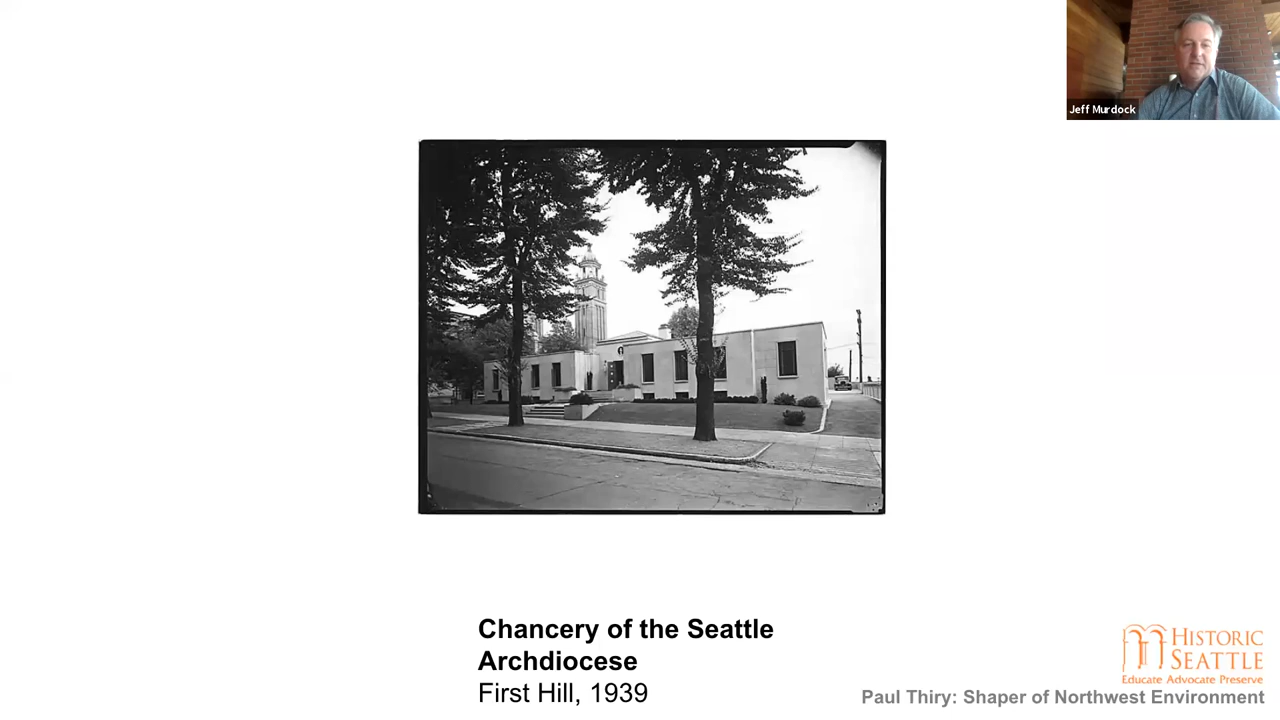 Jeff Murdock
Chancery of the Seattle
Archdiocese
First Hill, 1939
HISTORIC
SEATTLE
Educate Advocate Preserve
Paul Thiry: Shaper of Northwest Environment